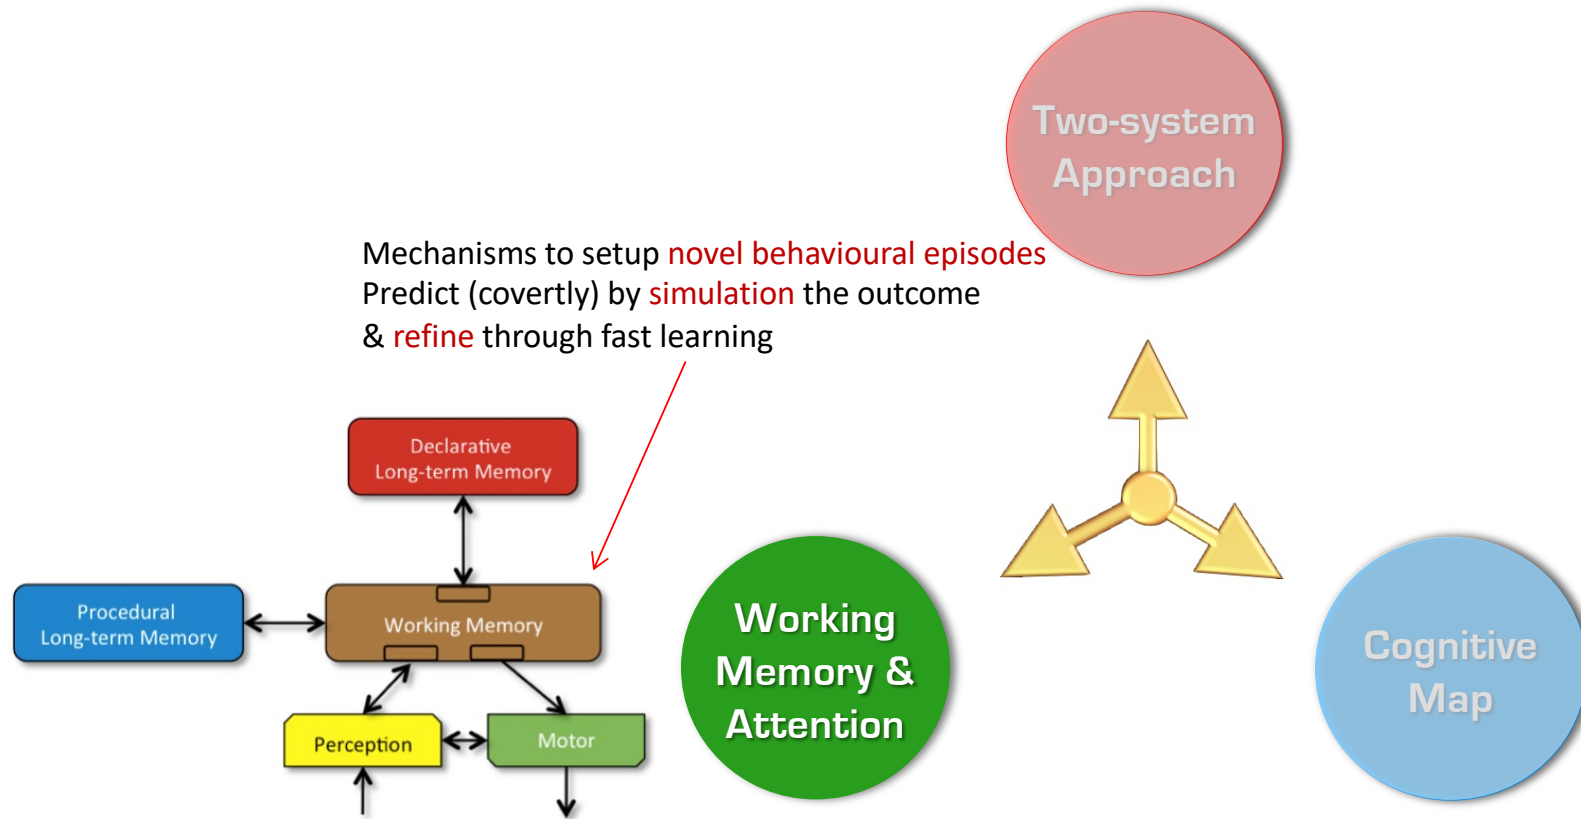 Two-system
Approach
Mechanisms to setup novel behavioural episodes
Predict (covertly) by simulation the outcome
& refine through fast learning
Declarative
Long-term Memory
Procedural
Long-term Memory
Working Memory
Perception
Motor
Working
Memory &
Attention
Cognitive
Map